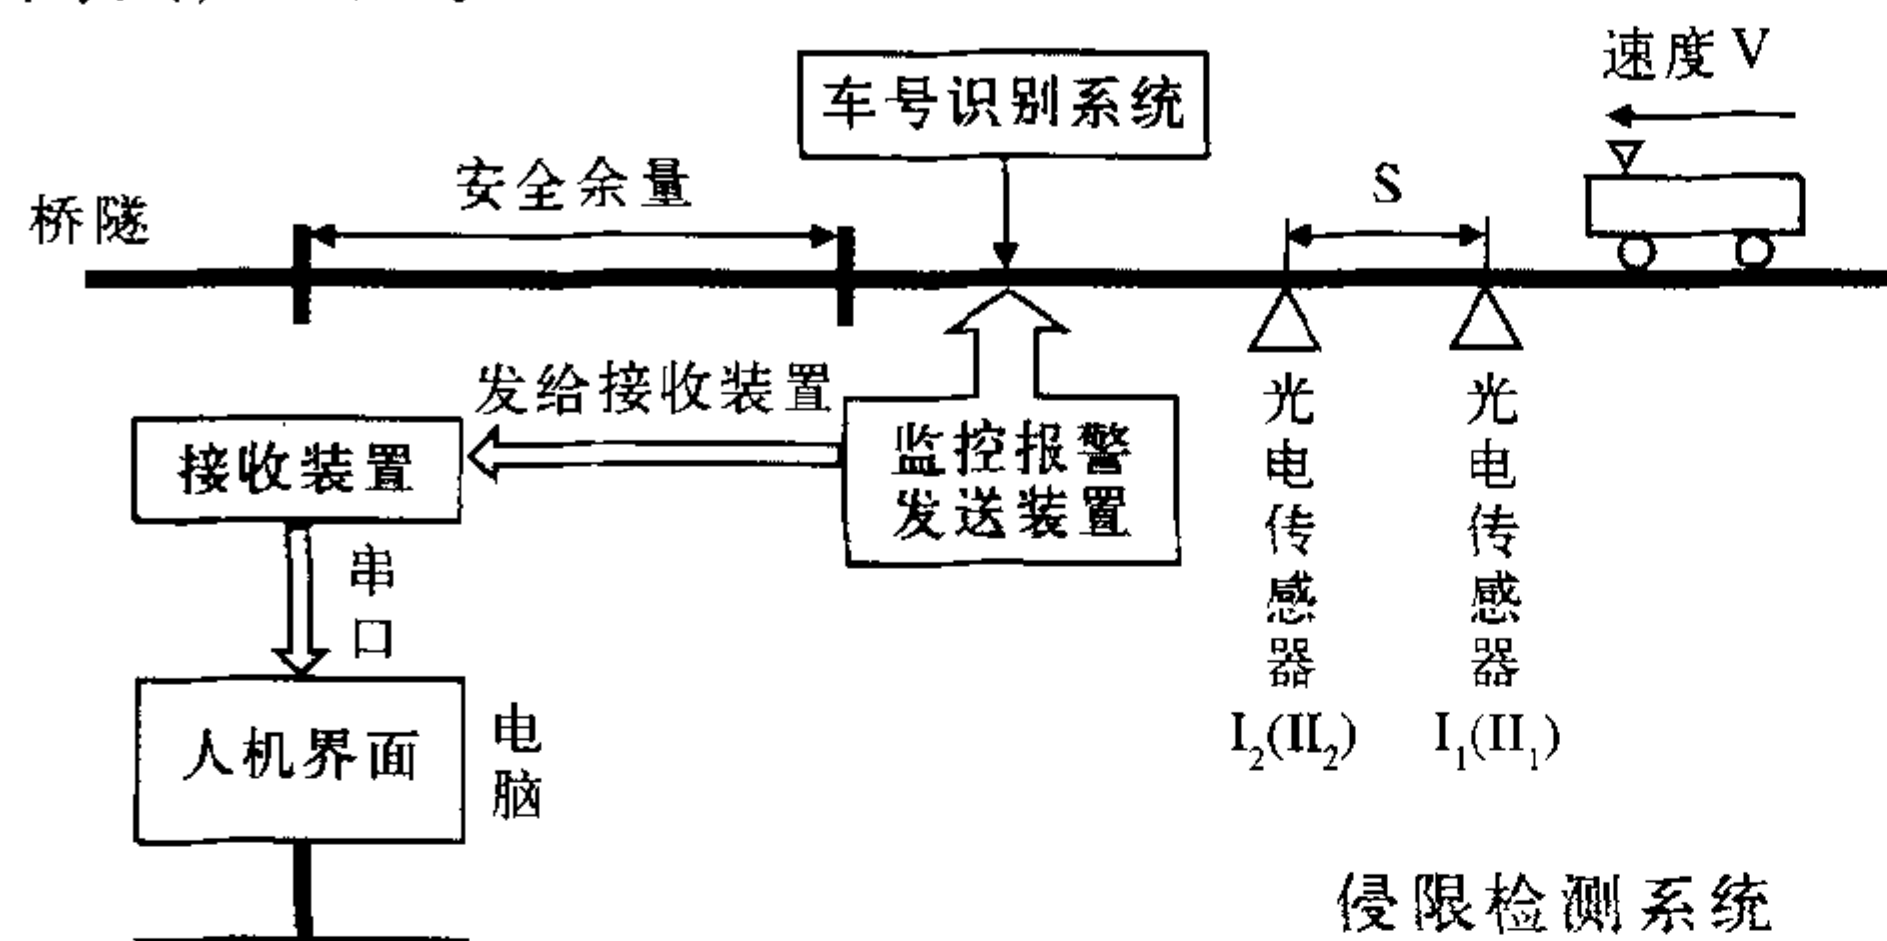 速度 V
车号识别系统
安全余量
S
桥隧
发给接收装置
监控报警
发送装置
接收装置
光电传感器
I₂(II₂)
光电传感器
I₁(II₁)
串口
人机界面
电脑
侵限检测系统